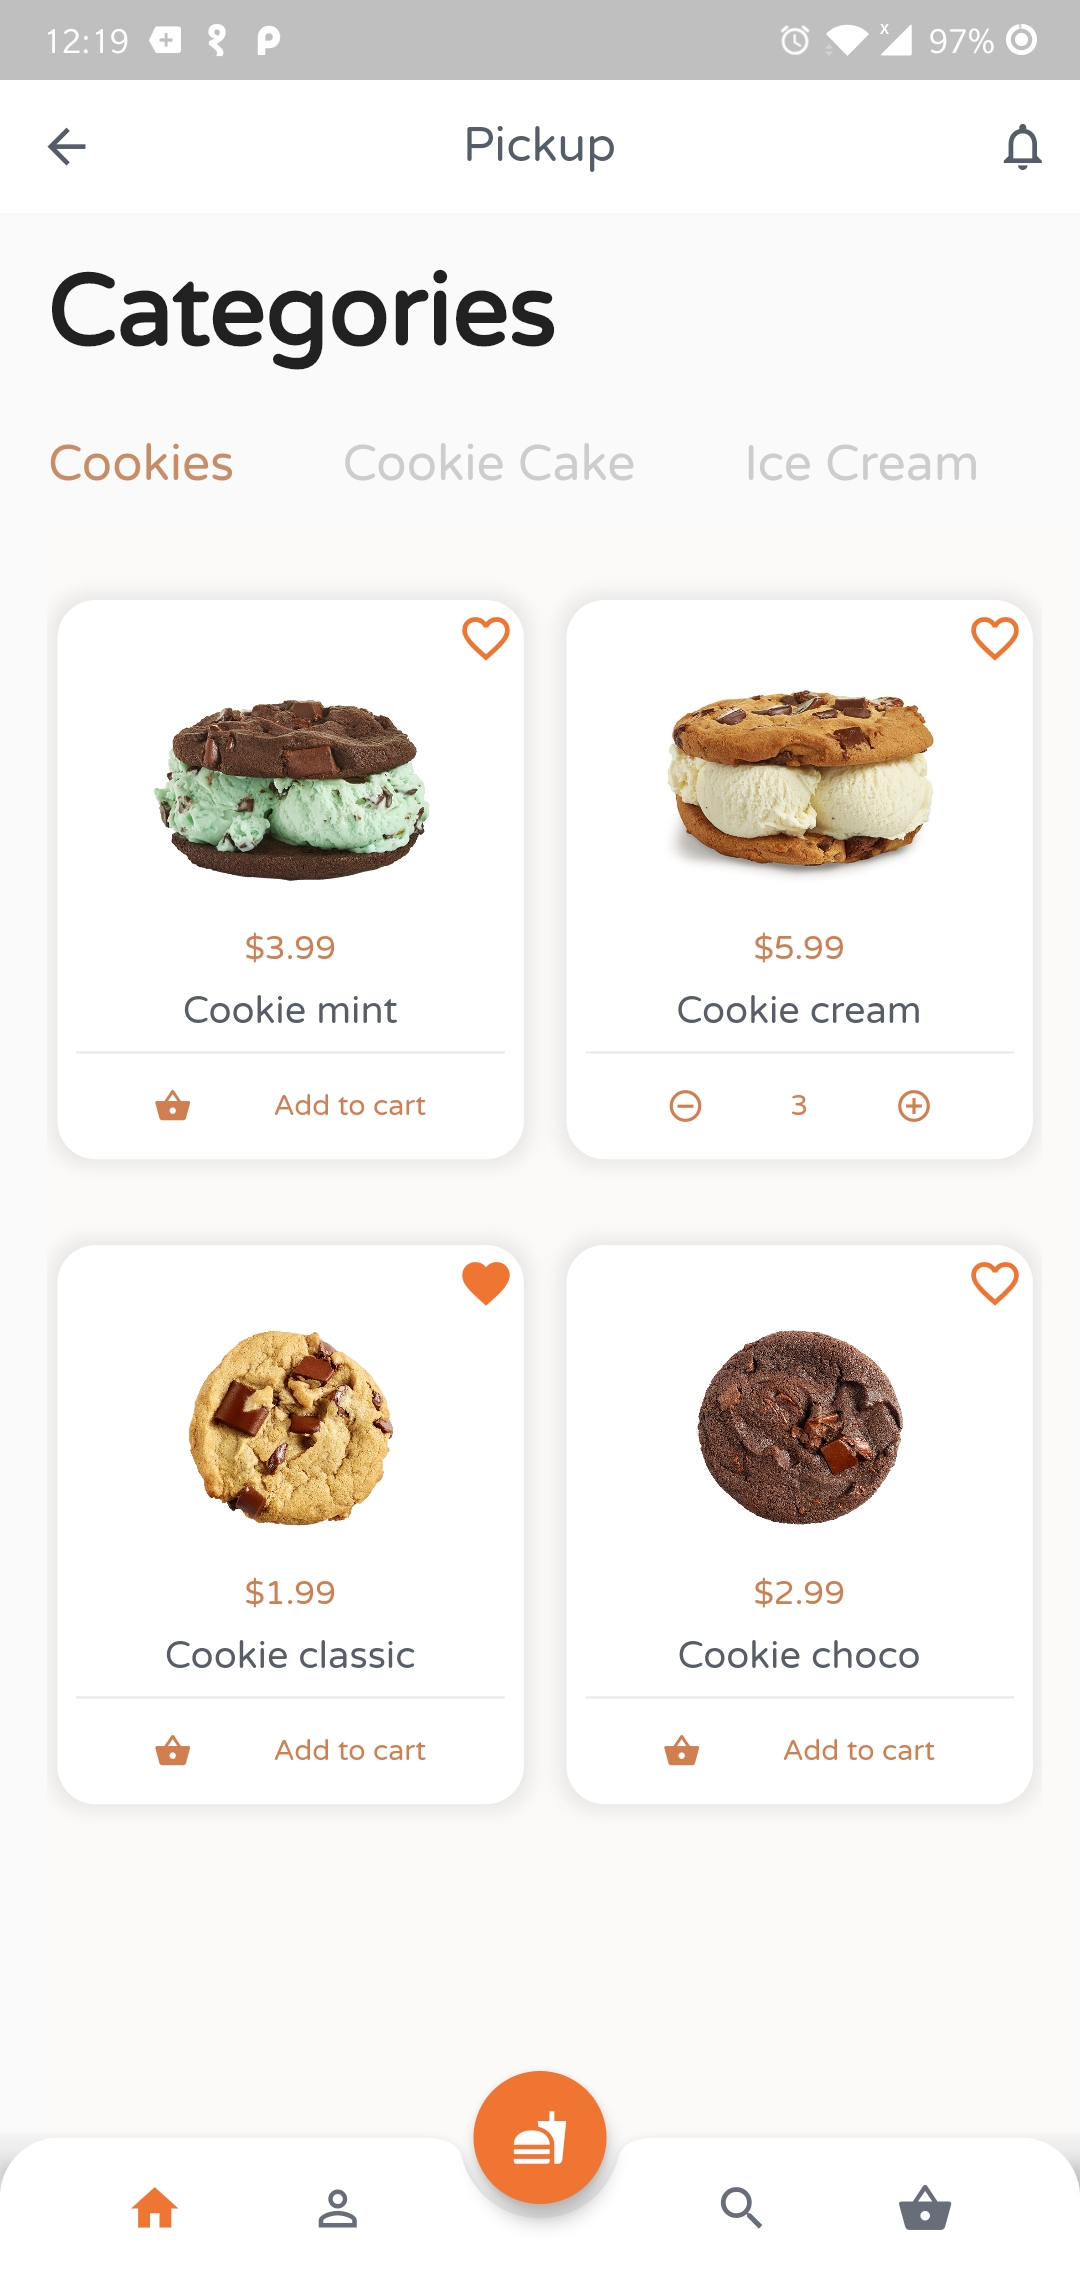 12:19 97%
Pickup
Categories
Cookies Cookie Cake Ice Cream
$3.99 $5.99
Cookie mint Cookie cream
Add to cart 3
$1.99 $2.99
Cookie classic Cookie choco
Add to cart Add to cart